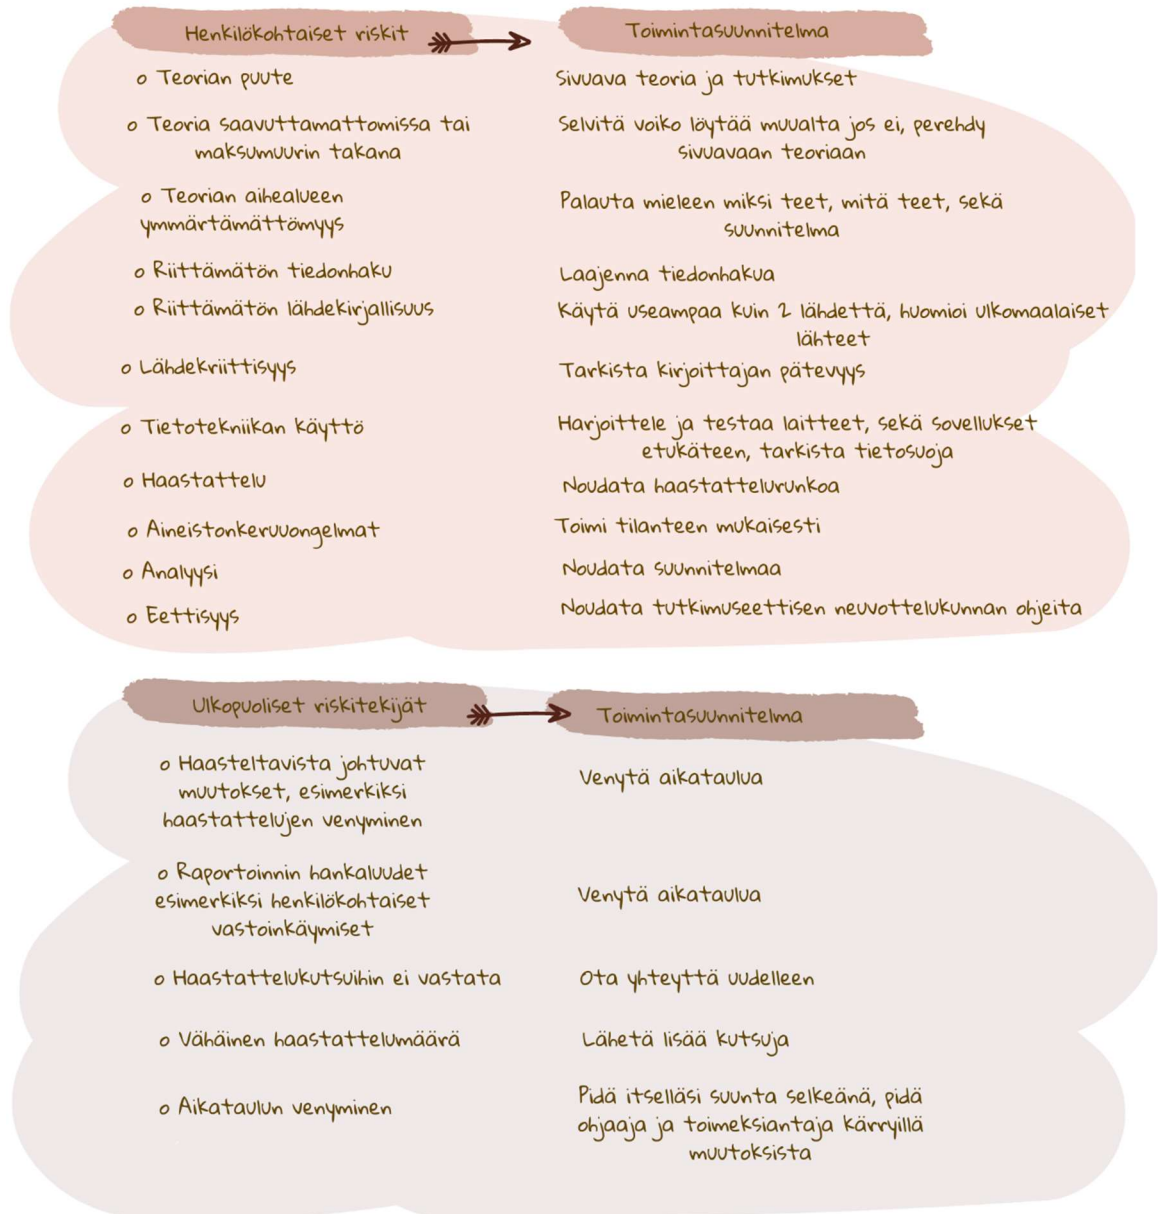 Henkilökohtaiset riskit
Toimintasuunnitelma
o Teorian puute
Sivuava teoria ja tutkimukset
o Teoria saavuttamattomissa tai
maksumuurin takana
Selvitä voiko löytää muualta jos ei, perehdy
sivuavaan teoriaan
o Teorian aihealueen
ymmärtämättömyys
Palauta mieleen miksi teet, mitä teet, sekä
suunnitelma
o Riittämätön tiedonhaku
Laajenna tiedonhakua
o Riittämätön lähdekirjallisuus
Käytä useampaa kuin 2 lähdettä, huomioi ulkomaalaiset
lähteet
o Lähdekriittisyys
Tarkista kirjoittajan pätevyys
o Tietotekniikan käyttö
Harjoittele ja testaa laitteet, sekä sovellukset
etukäteen, tarkista tietosuoja
o Haastattelu
Noudata haastattelurunkoa
o Aineistonkeruuongelmat
Toimi tilanteen mukaisesti
o Analyysi
Noudata suunnitelmaa
o Eettisyys
Noudata tutkimuseettisen neuvottelukunnan ohjeita
Ulkopuoliset riskitekijät
Toimintasuunnitelma
o Haasteltavista johtuvat
muutokset, esimerkiksi
haastattelujen venyminen
Venytä aikataulua
o Raportoinnin hankaluudet
esimerkiksi henkilökohtaiset
vastoinkäymiset
Venytä aikataulua
o Haastattelukutsuihin ei vastata
Ota yhteyttä uudelleen
o Vähäinen haastattelumäärä
Lähetä lisää kutsuja
o Aikataulun venyminen
Pidä itselläsi suunta selkeänä, pidä
ohjaaja ja toimeksiantaja kärryillä
muutoksista